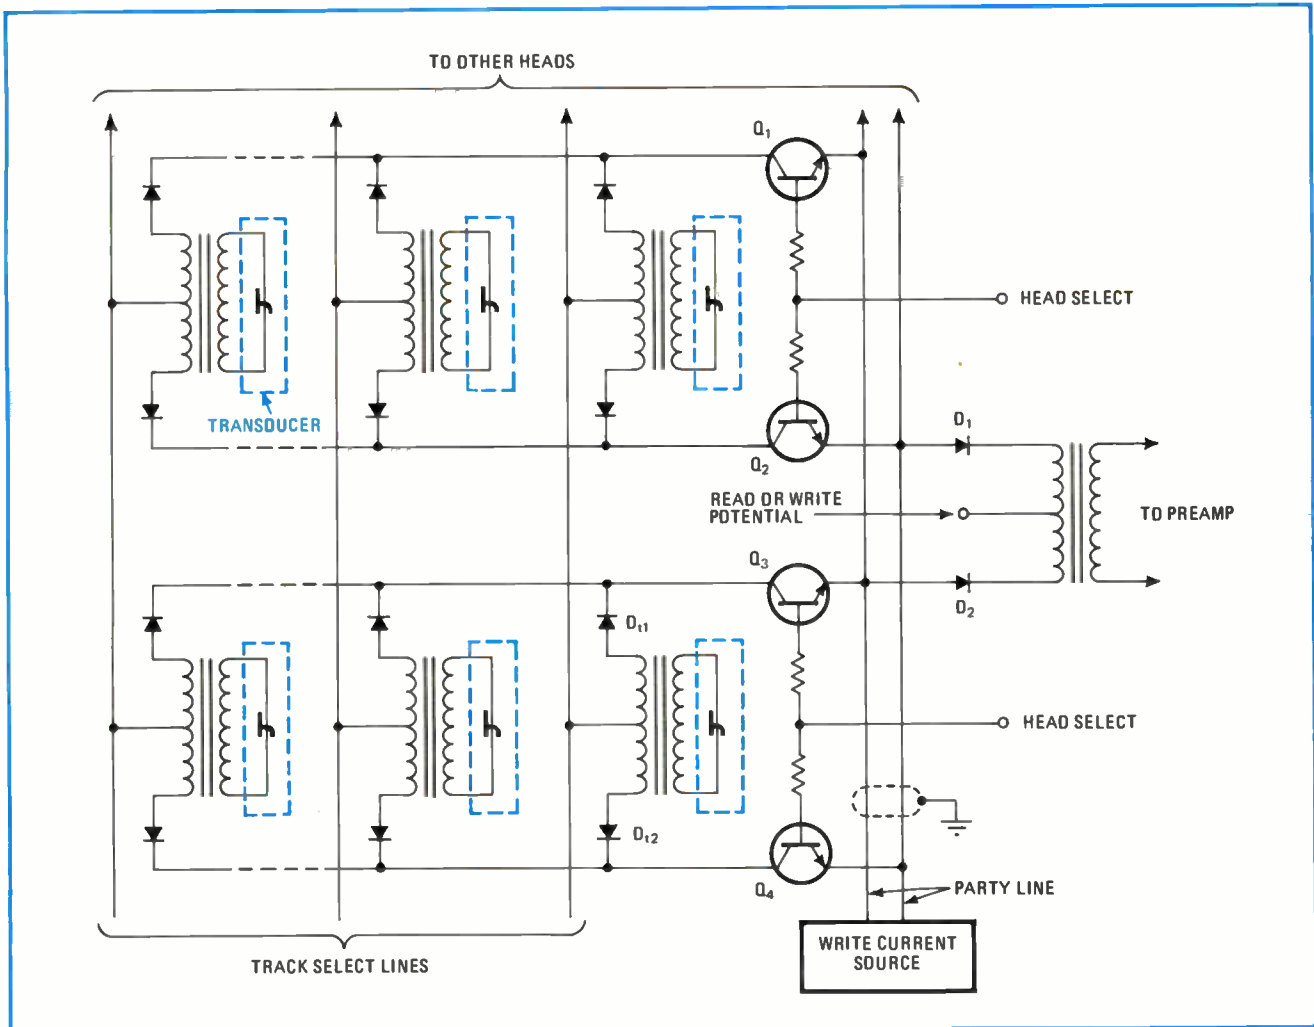 TO OTHER HEADS
Q1
HEAD SELECT
TRANSDUCER
Q2
D1
READ OR WRITE
POTENTIAL
TO PREAMP
Q3
D2
Dt1
HEAD SELECT
Dt2
Q4
PARTY LINE
WRITE CURRENT
SOURCE
TRACK SELECT LINES